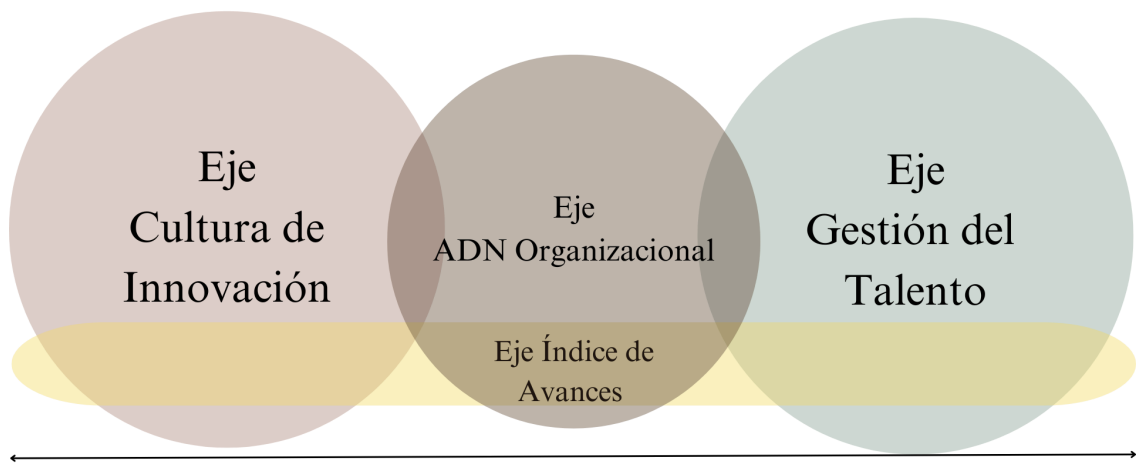 Eje
Cultura de
Innovación
Eje
ADN Organizacional
Eje Índice de
Avances
Eje
Gestión del
Talento